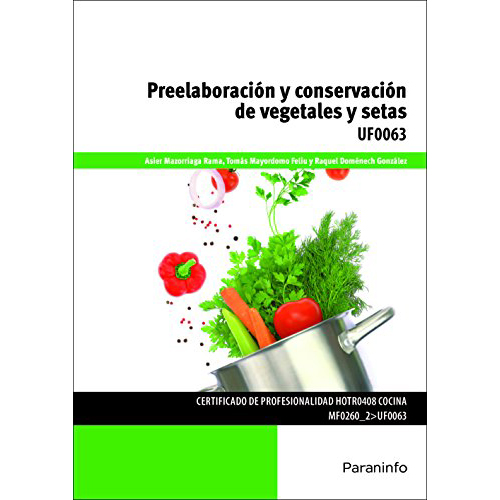 Preelaboración y conservación
de vegetales y setas
UF0063
Asier Mazorriaga Rama, Tomás Mayordomo Feliu y Raquel Doménech González
CERTIFICADO DE PROFESIONALIDAD HOTR0408 COCINA
MF0260_2>UF0063
Paraninfo